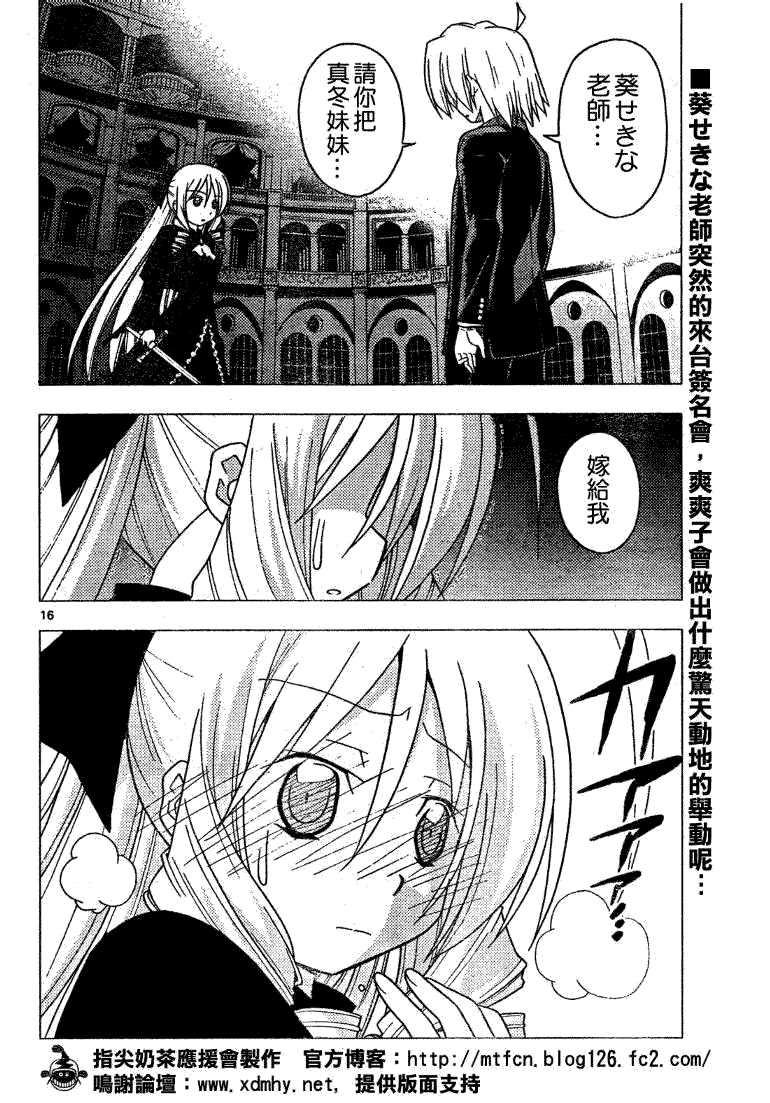 葵せきな
老師…
請你把
真冬妹妹…
嫁給我
カァァァ
16
■葵せきな老師突然的來台簽名會，爽爽子會做出什麼驚天動地的舉動呢…
指尖奶茶應援會製作　官方博客：http://mtfcn.blog126.fc2.com/
鳴謝論壇：www.xdmhy.net, 提供版面支持